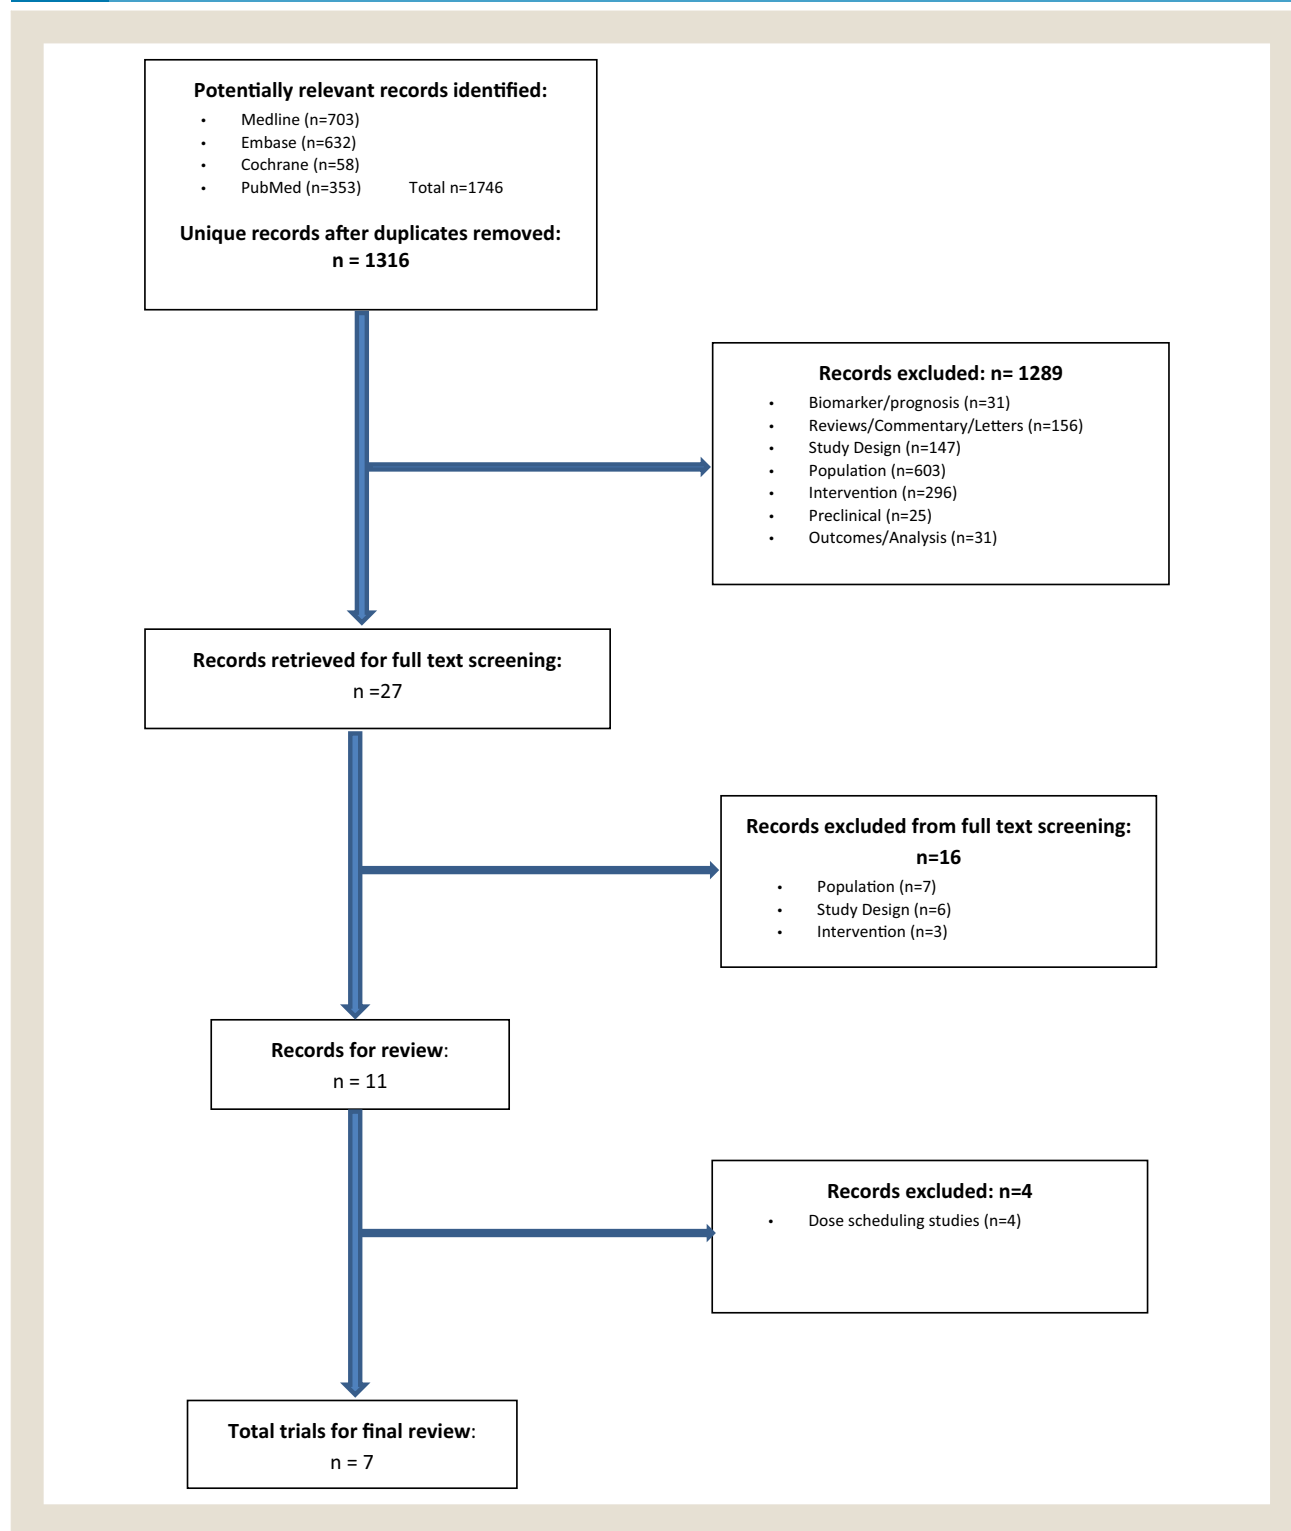 Potentially relevant records identified:
• Medline (n=703)
• Embase (n=632)
• Cochrane (n=58)
• PubMed (n=353) Total n=1746
Unique records after duplicates removed:
n = 1316
Records excluded: n= 1289
• Biomarker/prognosis (n=31)
• Reviews/Commentary/Letters (n=156)
• Study Design (n=147)
• Population (n=603)
• Intervention (n=296)
• Preclinical (n=25)
• Outcomes/Analysis (n=31)
Records retrieved for full text screening:
n =27
Records excluded from full text screening:
n=16
• Population (n=7)
• Study Design (n=6)
• Intervention (n=3)
Records for review:
n = 11
Records excluded: n=4
• Dose scheduling studies (n=4)
Total trials for final review:
n = 7